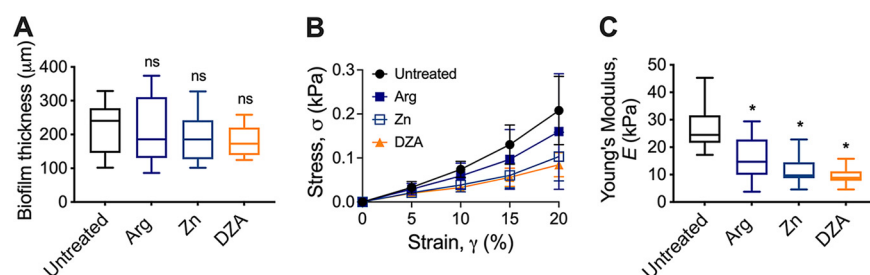 A
Biofilm thickness (μm)
400
300
200
100
0
ns
ns
ns
Untreated
Arg
Zn
DZA
B
Stress, σ (kPa)
0.3
0.2
0.1
0.0
Untreated
Arg
Zn
DZA
0
5
10
15
20
Strain, γ (%)
C
Young's Modulus,
E (kPa)
50
40
30
20
10
0
*
*
*
Untreated
Arg
Zn
DZA